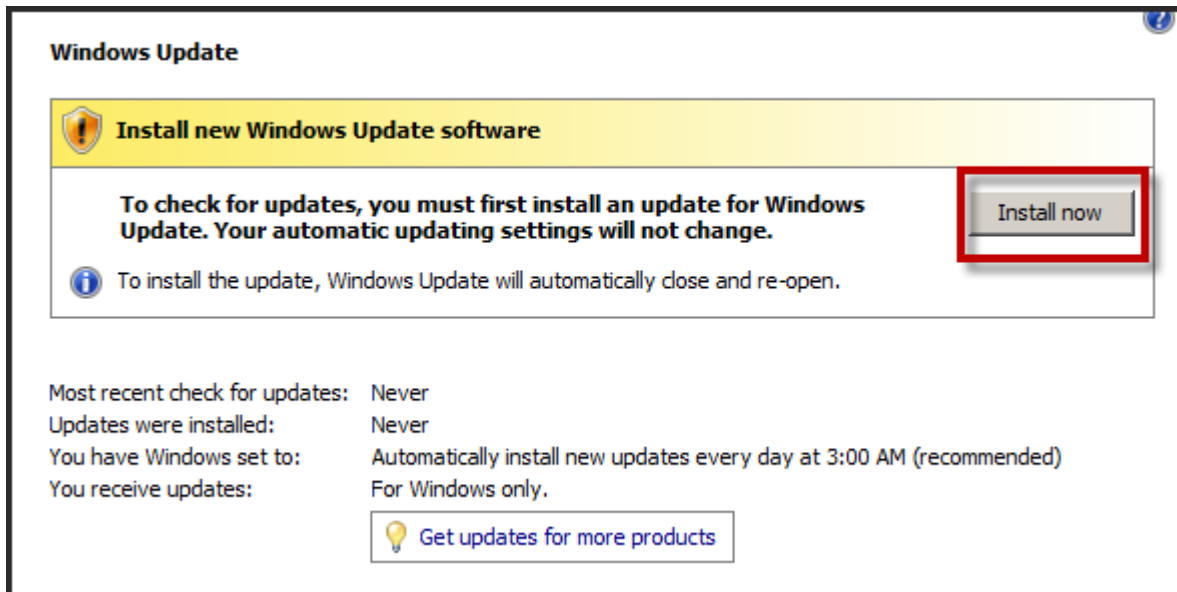 Windows Update
Install new Windows Update software
To check for updates, you must first install an update for Windows
Update. Your automatic updating settings will not change.
Install now
To install the update, Windows Update will automatically close and re-open.
Most recent check for updates: Never
Updates were installed: Never
You have Windows set to: Automatically install new updates every day at 3:00 AM (recommended)
You receive updates: For Windows only.
Get updates for more products